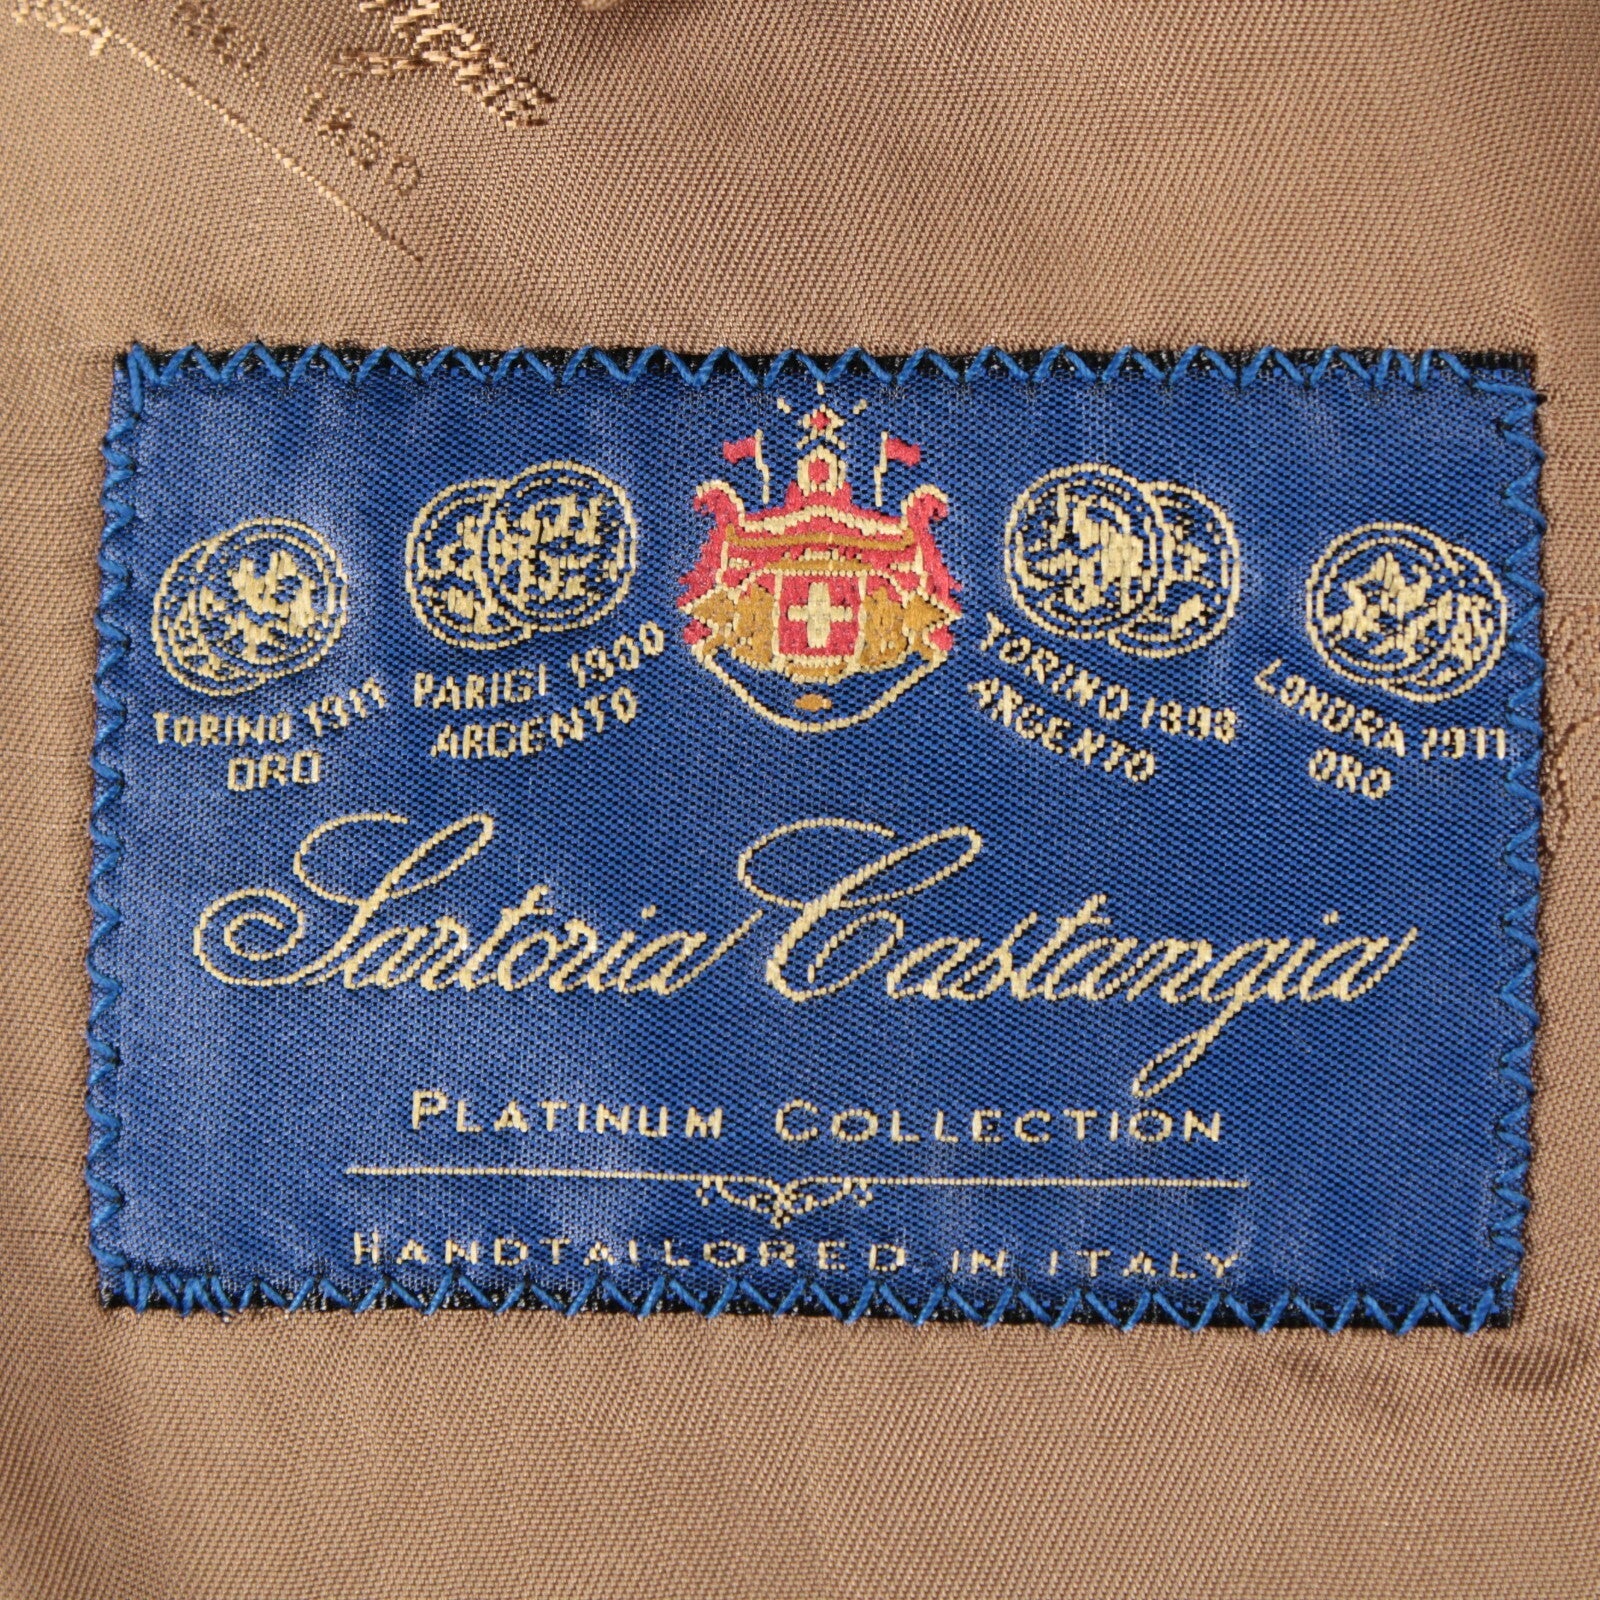 TORINO 1911
ORO
PARIGI 1900
ARGENTO
TORINO 1898
ARGENTO
LONDRA 1911
ORO
Sartoria Castangia
PLATINUM COLLECTION
HANDTAILORED IN ITALY